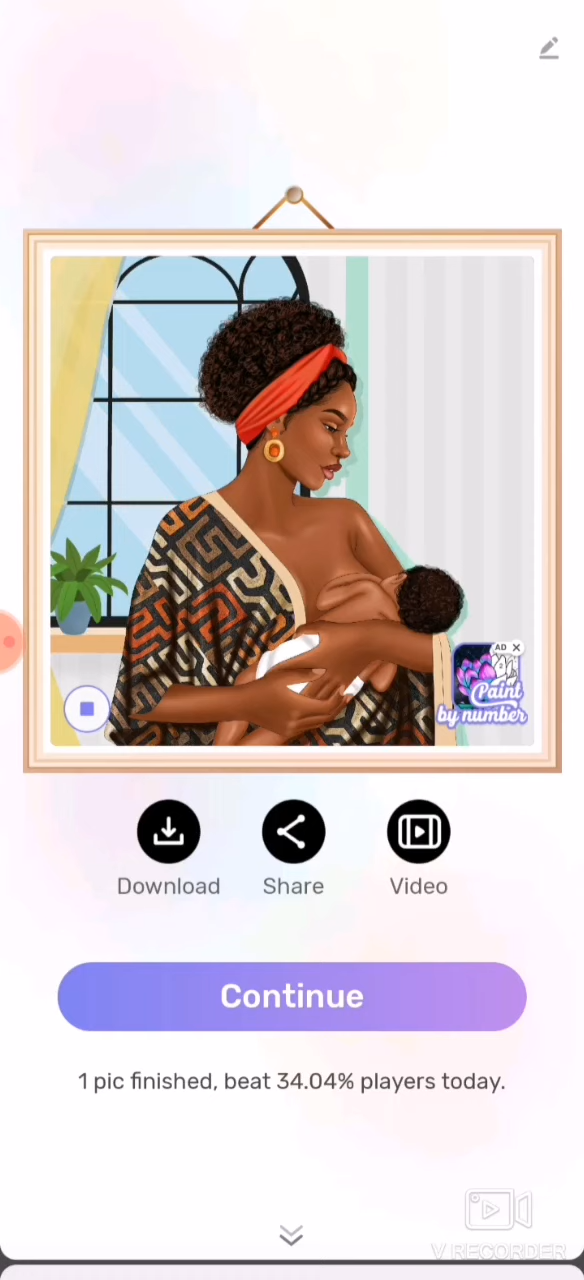 AD
Paint
by number
Download
Share
Video
Continue
1 pic finished, beat 34.04% players today.
V RECORDER